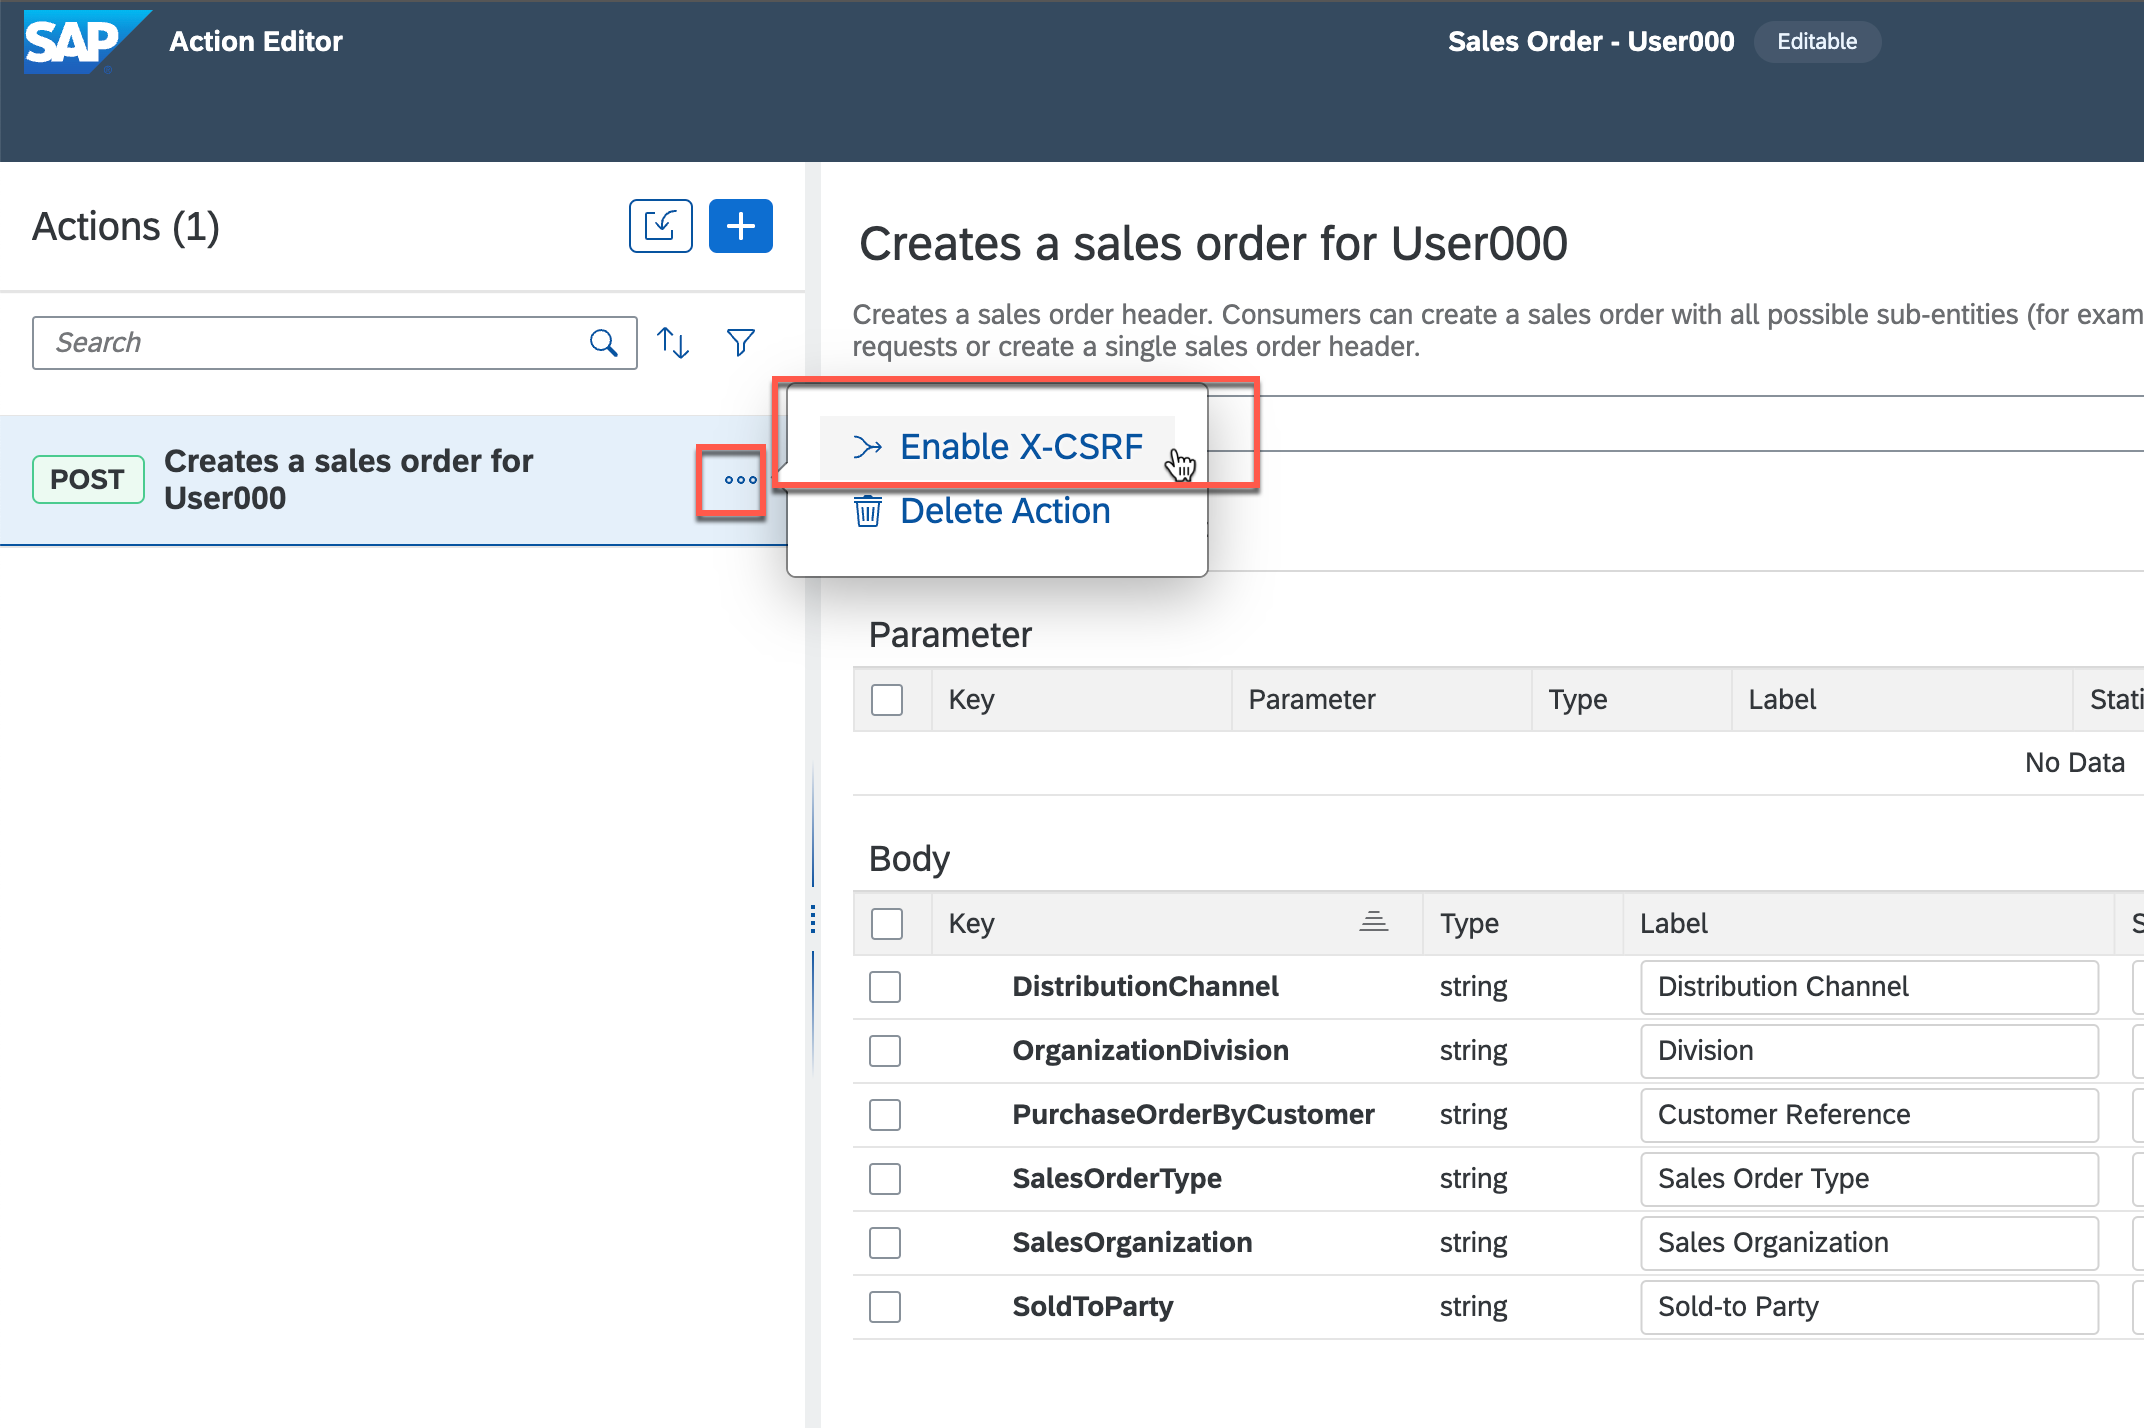 SAP
Action Editor
Sales Order - User000
Editable
Actions (1)
Search
POST
Creates a sales order for
User000
Creates a sales order for User000
Creates a sales order header. Consumers can create a sales order with all possible sub-entities (for exam
requests or create a single sales order header.
Enable X-CSRF
Delete Action
Parameter
Key Parameter Type Label Stati
No Data
Body
Key Type Label S
DistributionChannel string Distribution Channel
OrganizationDivision string Division
PurchaseOrderByCustomer string Customer Reference
SalesOrderType string Sales Order Type
SalesOrganization string Sales Organization
SoldToParty string Sold-to Party